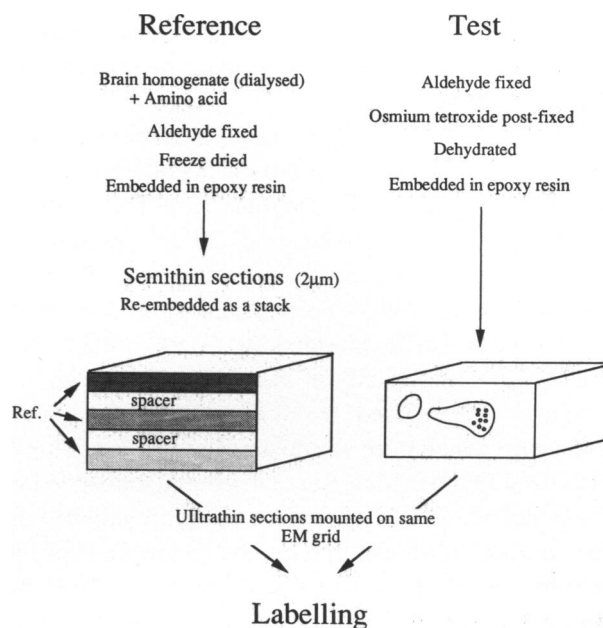 Reference
Brain homogenate (dialysed)
+ Amino acid
Aldehyde fixed
Freeze dried
Embedded in epoxy resin
Semithin sections (2μm)
Re-embedded as a stack
Ref.
spacer
spacer
Test
Aldehyde fixed
Osmium tetroxide post-fixed
Dehydrated
Embedded in epoxy resin
UIltrathin sections mounted on same
EM grid
Labelling